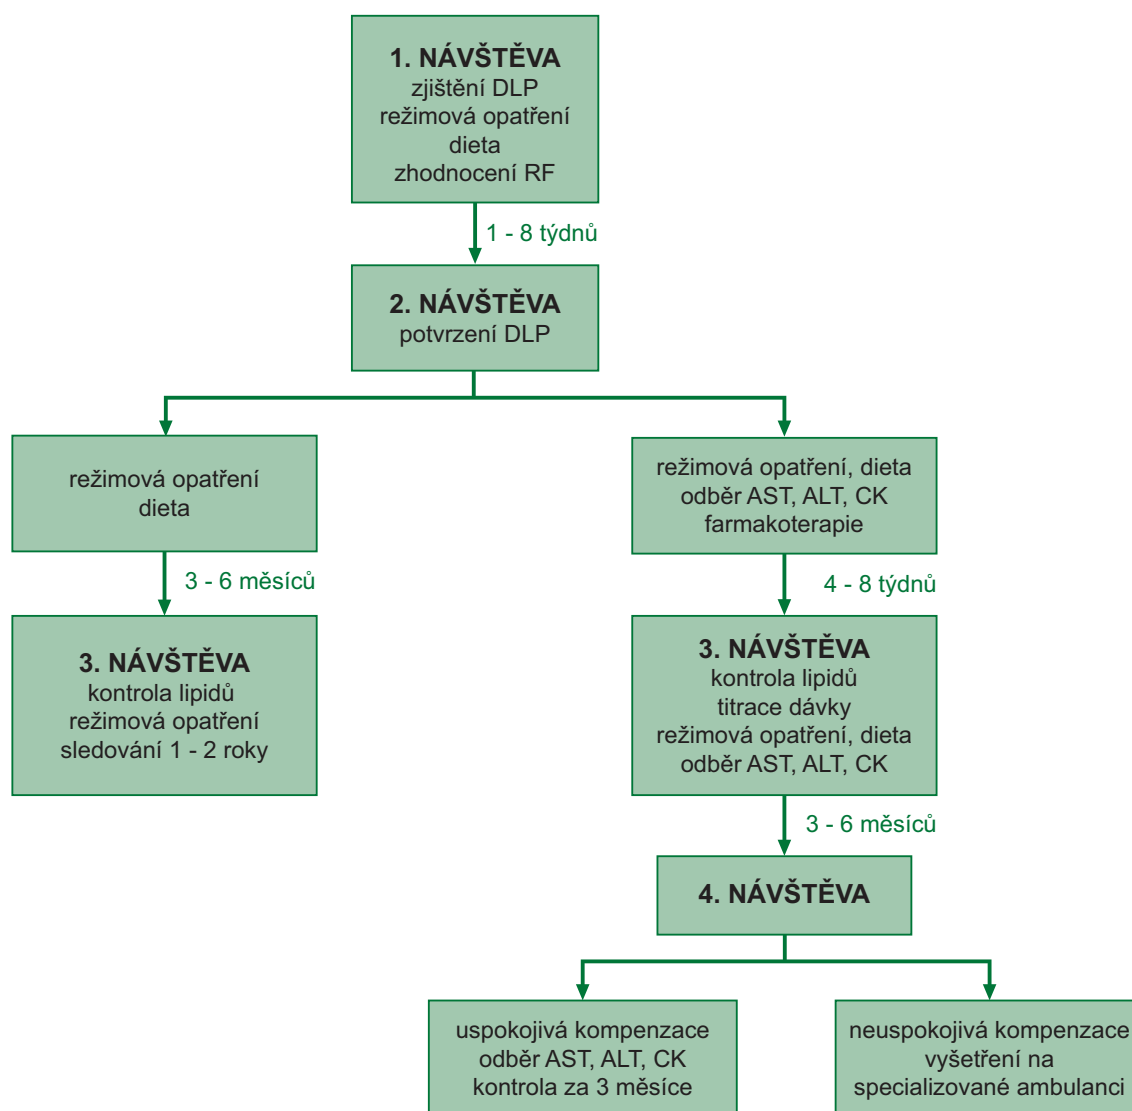 1. NÁVŠTĚVA
zjištění DLP
režimová opatření
dieta
zhodnocení RF
1 - 8 týdnů
2. NÁVŠTĚVA
potvrzení DLP
režimová opatření
dieta
3 - 6 měsíců
3. NÁVŠTĚVA
kontrola lipidů
režimová opatření
sledování 1 - 2 roky
režimová opatření, dieta
odběr AST, ALT, CK
farmakoterapie
4 - 8 týdnů
3. NÁVŠTĚVA
kontrola lipidů
titrace dávky
režimová opatření, dieta
odběr AST, ALT, CK
3 - 6 měsíců
4. NÁVŠTĚVA
uspokojivá kompenzace
odběr AST, ALT, CK
kontrola za 3 měsíce
neuspokojivá kompenzace
vyšetření na
specializované ambulanci